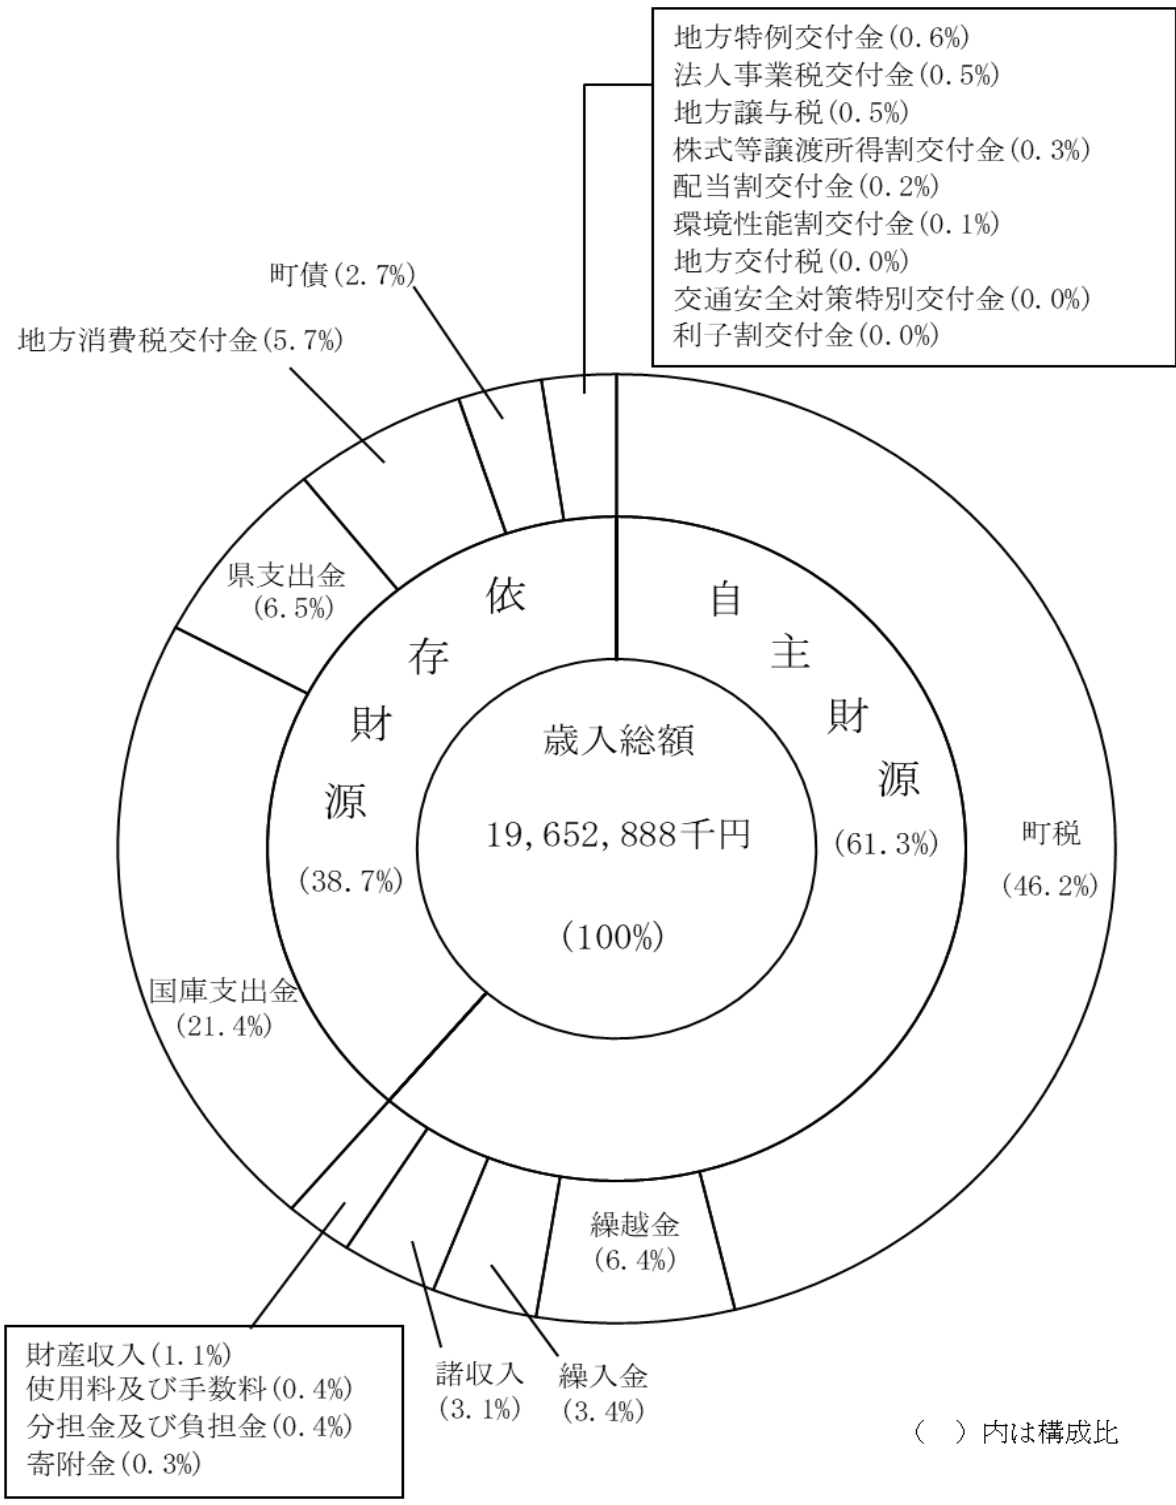 地方特例交付金(0.6%)
法人事業税交付金(0.5%)
地方譲与税(0.5%)
株式等譲渡所得割交付金(0.3%)
配当割交付金(0.2%)
環境性能割交付金(0.1%)
地方交付税(0.0%)
交通安全対策特別交付金(0.0%)
利子割交付金(0.0%)
町債(2.7%)
地方消費税交付金(5.7%)
県支出金
(6.5%)
国庫支出金
(21.4%)
依存財源
(38.7%)
自主財源
(61.3%)
歳入総額
19,652,888千円
(100%)
町税
(46.2%)
繰越金
(6.4%)
繰入金
(3.4%)
諸収入
(3.1%)
財産収入(1.1%)
使用料及び手数料(0.4%)
分担金及び負担金(0.4%)
寄附金(0.3%)
（　）内は構成比